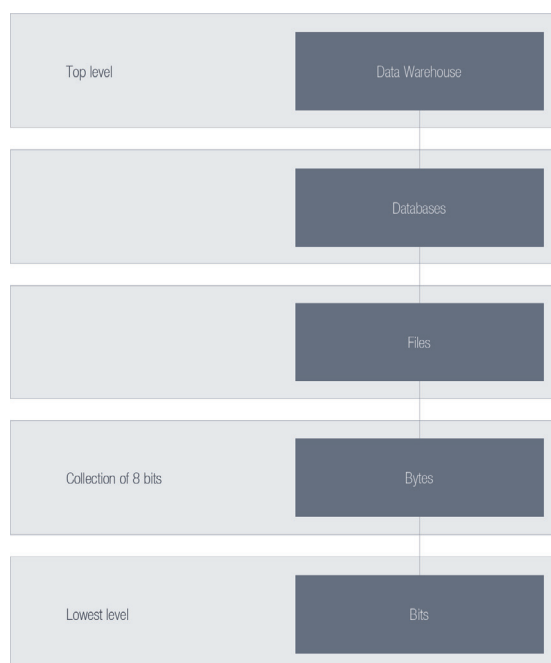 Top level
Data Warehouse
Databases
Files
Collection of 8 bits
Bytes
Lowest level
Bits